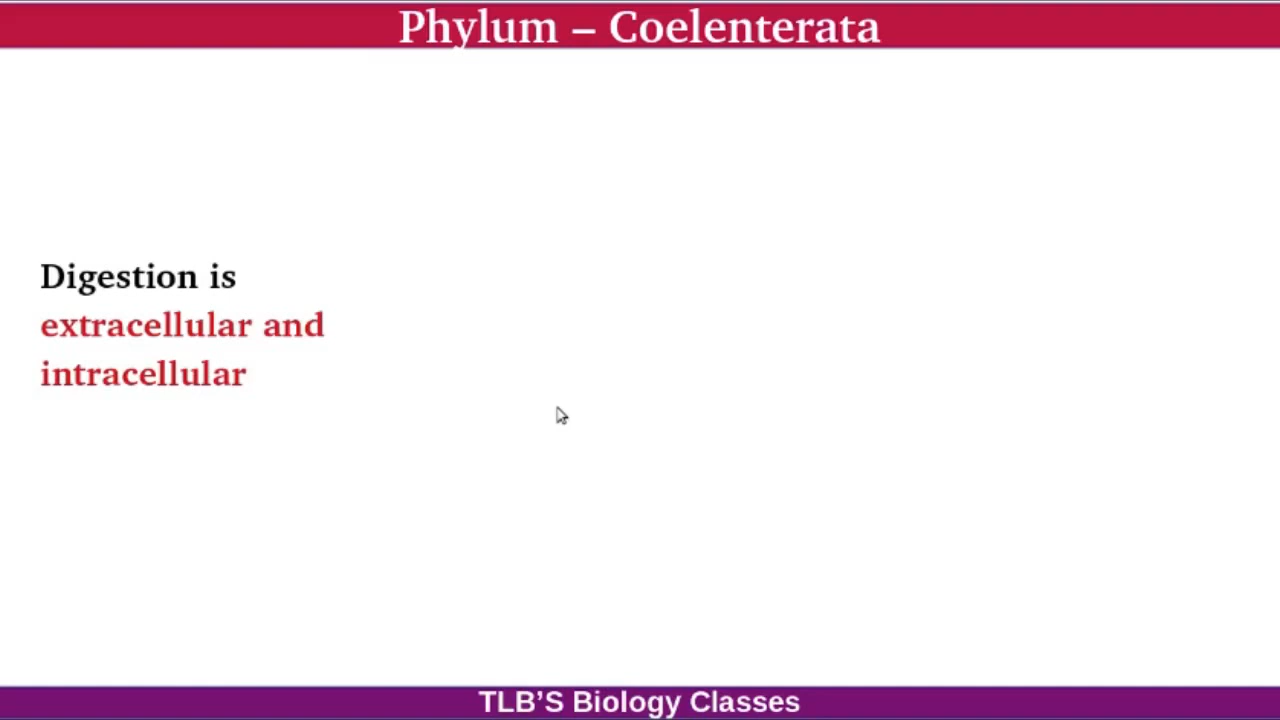 Phylum – Coelenterata
Digestion is
extracellular and
intracellular
TLB’S Biology Classes